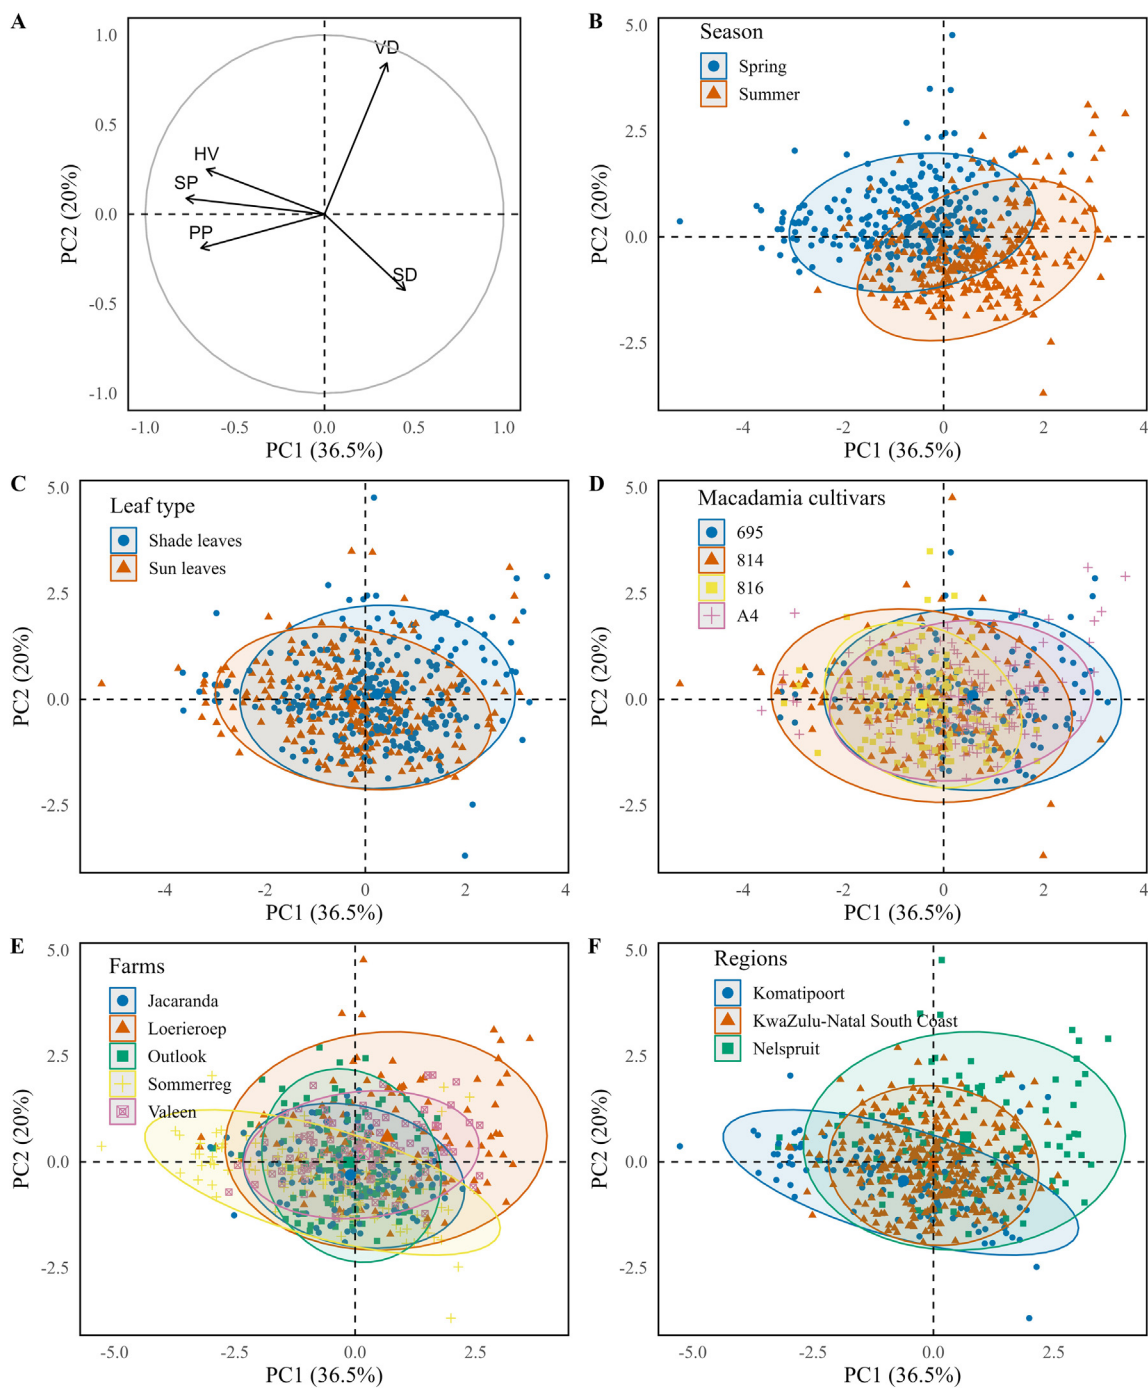 A
1.0
0.5
0.0
-0.5
-1.0
PC2 (20%)
VD
HV
SP
PP
SD
-1.0
-0.5
0.0
0.5
1.0
PC1 (36.5%)
B
5.0
2.5
0.0
-2.5
PC2 (20%)
Season
Spring
Summer
-4
-2
0
2
4
PC1 (36.5%)
C
5.0
2.5
0.0
-2.5
PC2 (20%)
Leaf type
Shade leaves
Sun leaves
-4
-2
0
2
4
PC1 (36.5%)
D
5.0
2.5
0.0
-2.5
PC2 (20%)
Macadamia cultivars
695
814
816
A4
-4
-2
0
2
4
PC1 (36.5%)
E
5.0
2.5
0.0
-2.5
PC2 (20%)
Farms
Jacaranda
Loerieroep
Outlook
Sommerreg
Valeen
-5.0
-2.5
0.0
2.5
PC1 (36.5%)
F
5.0
2.5
0.0
-2.5
PC2 (20%)
Regions
Komatipoort
KwaZulu-Natal South Coast
Nelspruit
-5.0
-2.5
0.0
2.5
PC1 (36.5%)